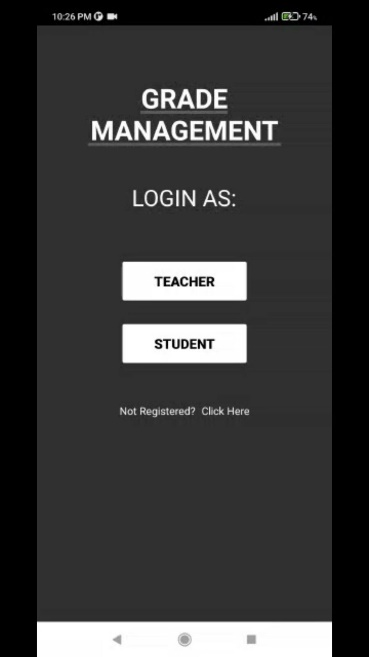 10:26 PM 74%
GRADE
MANAGEMENT
LOGIN AS:
TEACHER
STUDENT
Not Registered? Click Here